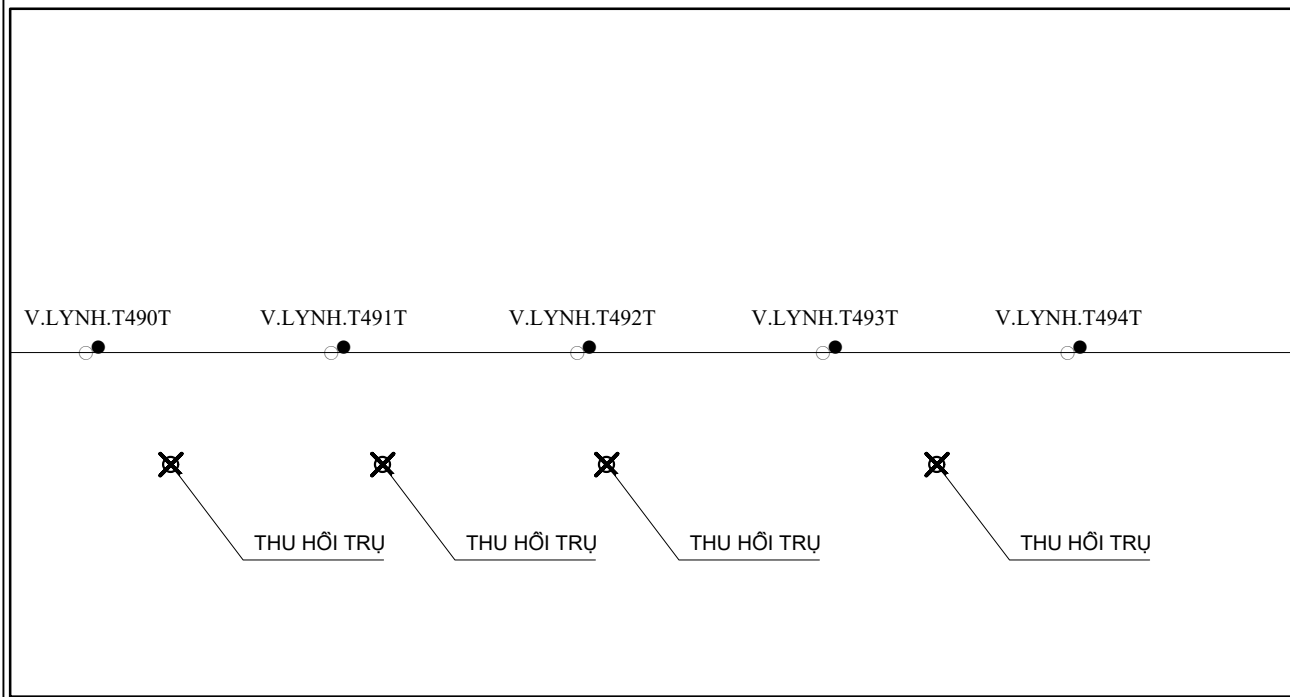 V.LYNH.T490T
V.LYNH.T491T
V.LYNH.T492T
V.LYNH.T493T
V.LYNH.T494T
THU HỒI TRỤ
THU HỒI TRỤ
THU HỒI TRỤ
THU HỒI TRỤ